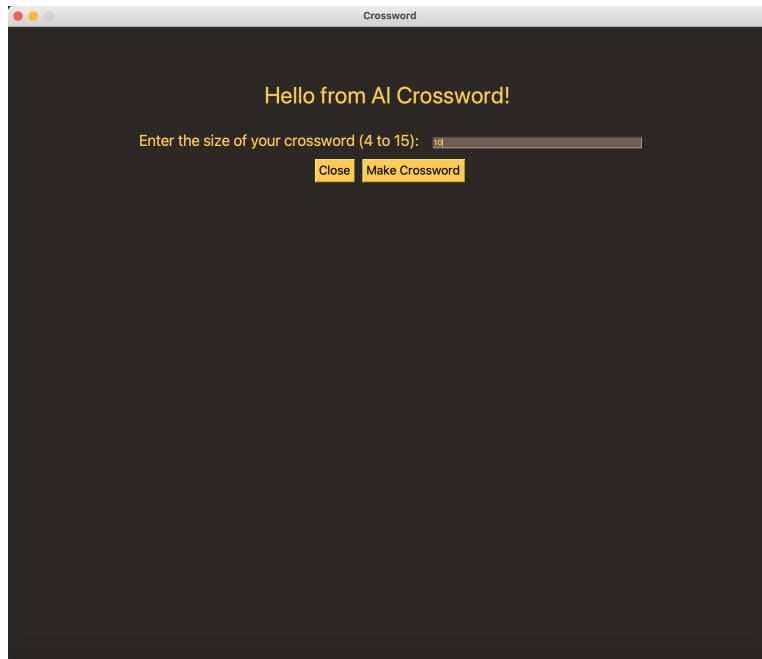 Crossword
Hello from AI Crossword!
Enter the size of your crossword (4 to 15): 10
Close Make Crossword